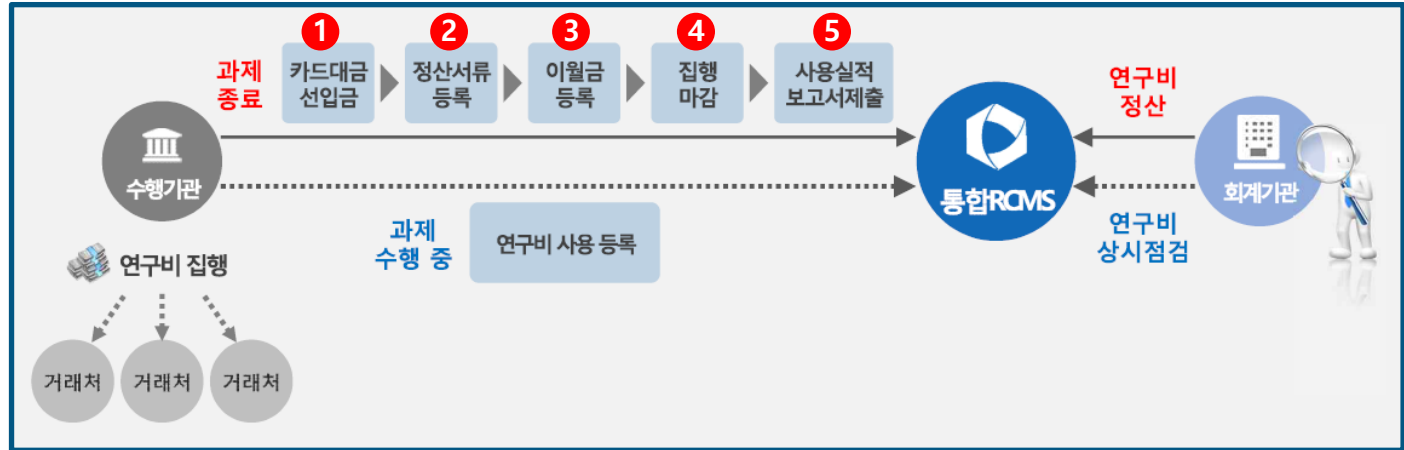 1
2
3
4
5
과제
종료
카드대금
선입금
정산서류
등록
이월금
등록
집행
마감
사용실적
보고서제출
연구비
정산
수행기관
통합RCMS
회계기관
과제
수행 중
연구비 사용 등록
연구비
상시점검
연구비 집행
거래처
거래처
거래처